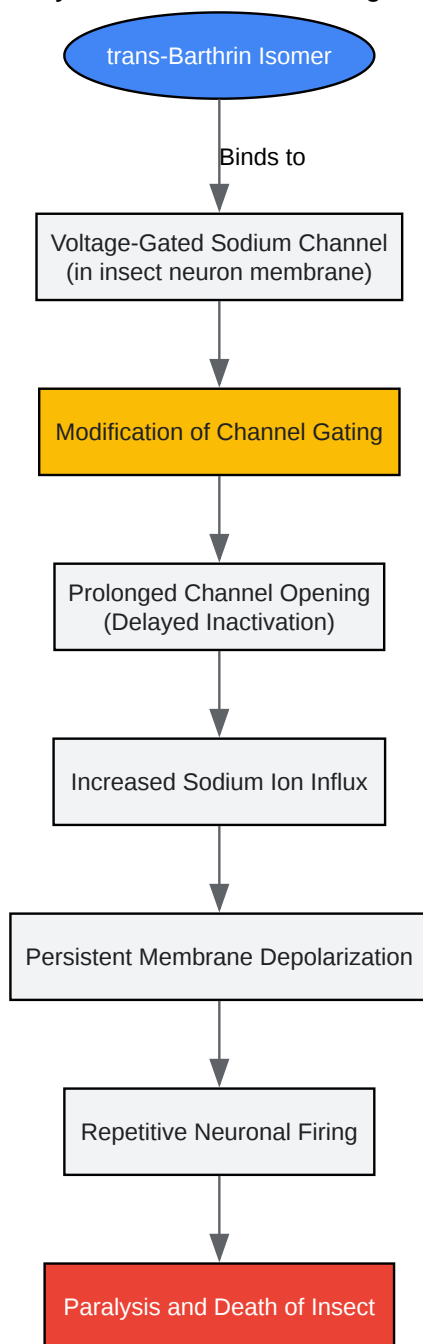 trans-Barthrin Isomer
Binds to
Voltage-Gated Sodium Channel
(in insect neuron membrane)
Modification of Channel Gating
Prolonged Channel Opening
(Delayed Inactivation)
Increased Sodium Ion Influx
Persistent Membrane Depolarization
Repetitive Neuronal Firing
Paralysis and Death of Insect